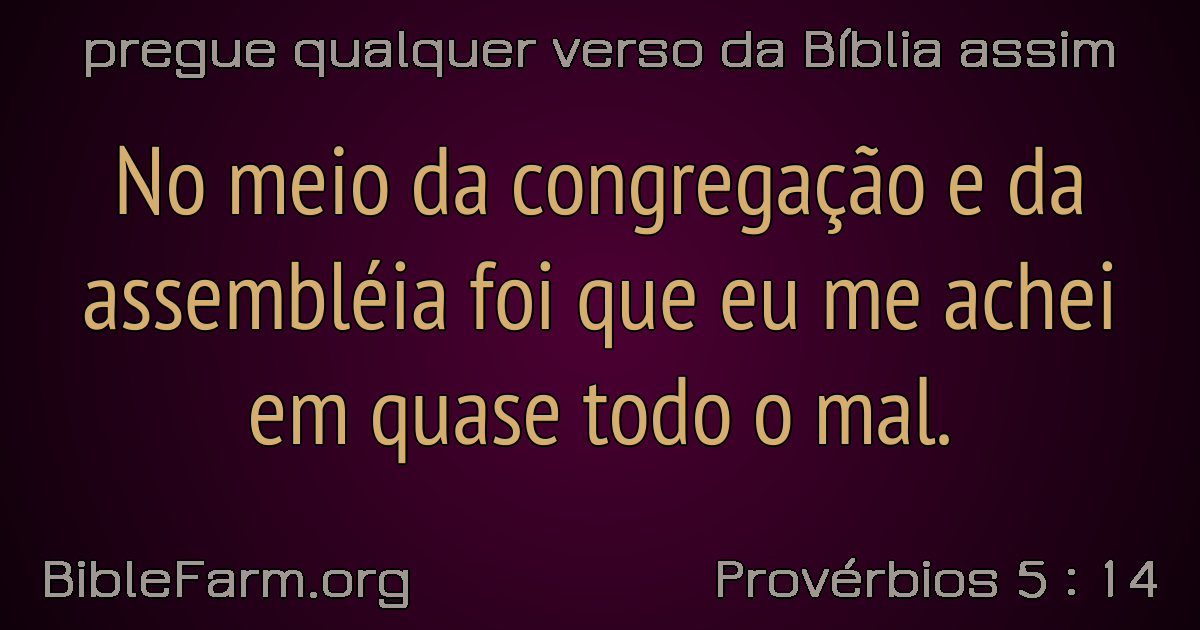 pregue qualquer verso da Bíblia assim
No meio da congregação e da
assembléia foi que eu me achei
em quase todo o mal.
BibleFarm.org
Provérbios 5 : 14